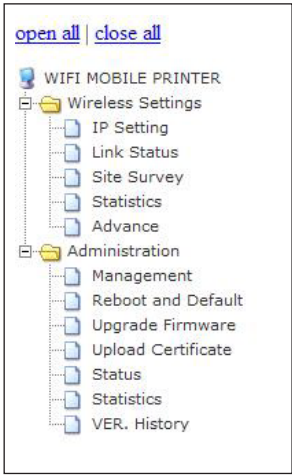 open all | close all
WIFI MOBILE PRINTER
Wireless Settings
IP Setting
Link Status
Site Survey
Statistics
Advance
Administration
Management
Reboot and Default
Upgrade Firmware
Upload Certificate
Status
Statistics
VER. History